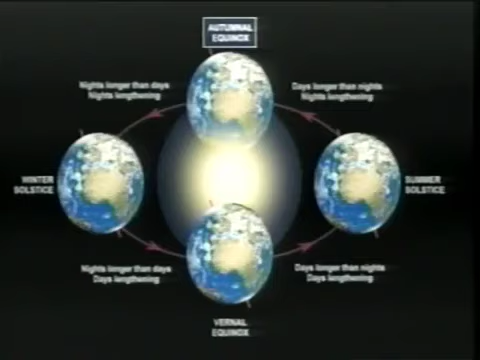 AUTUMNAL
EQUINOX
Nights longer than days
Nights lengthening
Days longer than nights
Nights lengthening
WINTER
SOLSTICE
SUMMER
SOLSTICE
Nights longer than days
Days lengthening
Days longer than nights
Days lengthening
VERNAL
EQUINOX